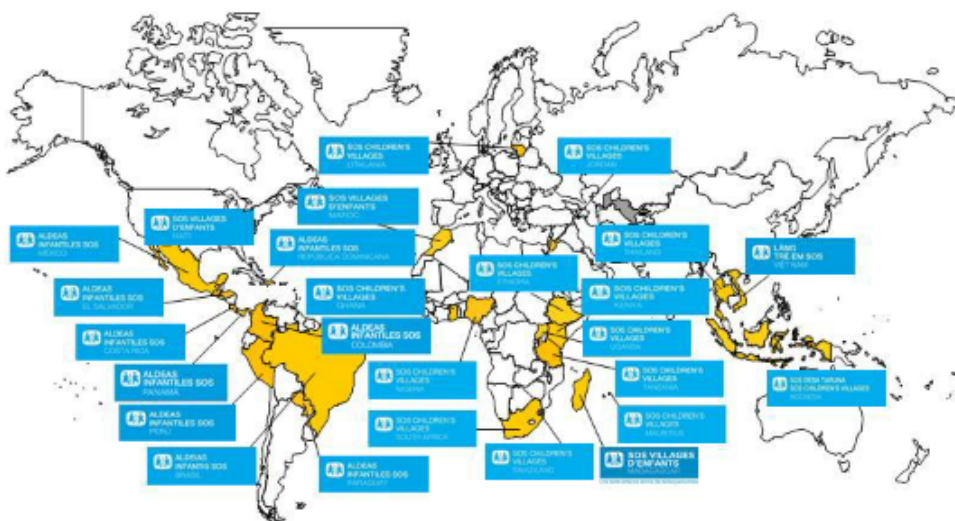 SOS CHILDREN'S
VILLAGES
LITHUANIA
SOS CHILDREN'S
VILLAGES
JORDAN
SOS VILLAGES
D'ENFANTS
MAROC
SOS VILLAGES
D'ENFANTS
HAITI
ALDEAS
INFANTILES SOS
MÉXICO
ALDEAS
INFANTILES SOS
REPÚBLICA DOMINICANA
SOS CHILDREN'S
VILLAGES
THAILAND
LÀNG
TRẺ EM SOS
VIỆT NAM
SOS CHILDREN'S
VILLAGES
ETHIOPIA
ALDEAS
INFANTILES SOS
EL SALVADOR
SOS CHILDREN'S
VILLAGES
GHANA
SOS CHILDREN'S
VILLAGES
KENYA
ALDEAS
INFANTILES SOS
COSTA RICA
ALDEAS
INFANTILES SOS
COLOMBIA
SOS CHILDREN'S
VILLAGES
UGANDA
ALDEAS
INFANTILES SOS
PANAMÁ
SOS CHILDREN'S
VILLAGES
NIGERIA
SOS CHILDREN'S
VILLAGES
TANZANIA
SOS DESA TARUNA
SOS CHILDREN'S VILLAGES
INDONESIA
ALDEAS
INFANTILES SOS
PERÚ
SOS CHILDREN'S
VILLAGES
SOUTH AFRICA
SOS CHILDREN'S
VILLAGES
MAURITIUS
ALDEAS
INFANTIS SOS
BRASIL
ALDEAS
INFANTILES SOS
PARAGUAY
SOS CHILDREN'S
VILLAGES
SWAZILAND
SOS VILLAGES
D'ENFANTS
MADAGASCAR